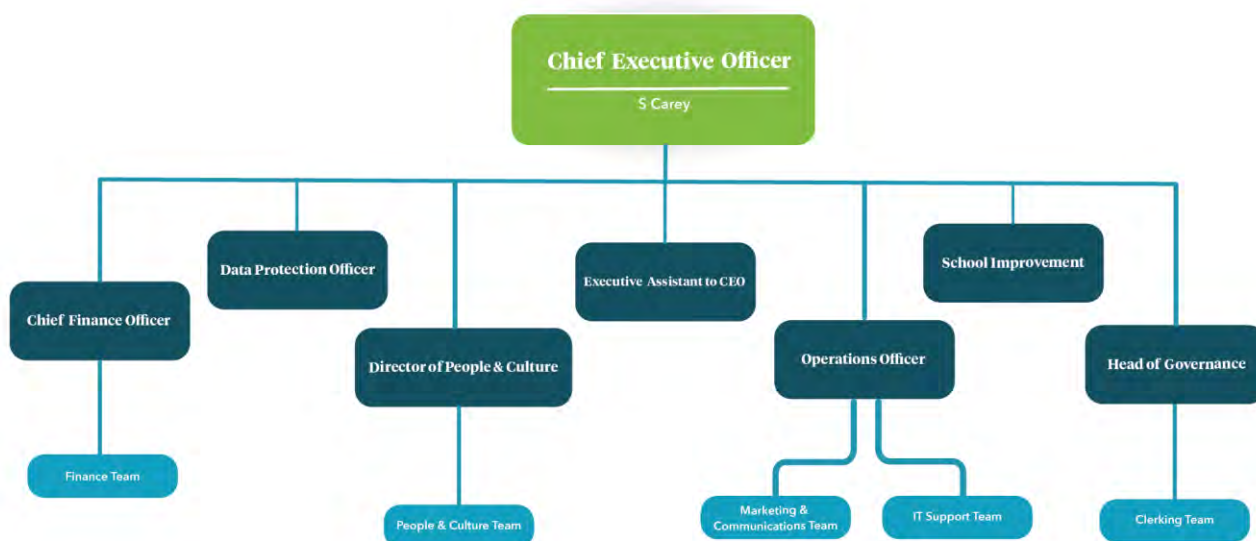 Chief Executive Officer
S Carey
Data Protection Officer
Executive Assistant to CEO
School Improvement
Chief Finance Officer
Director of People & Culture
Operations Officer
Head of Governance
Finance Team
People & Culture Team
Marketing &
Communications Team
IT Support Team
Clerking Team